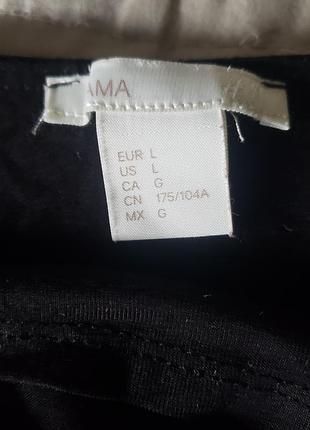 AMA
EUR L
US L
CA G
CN 175/104A
MX G